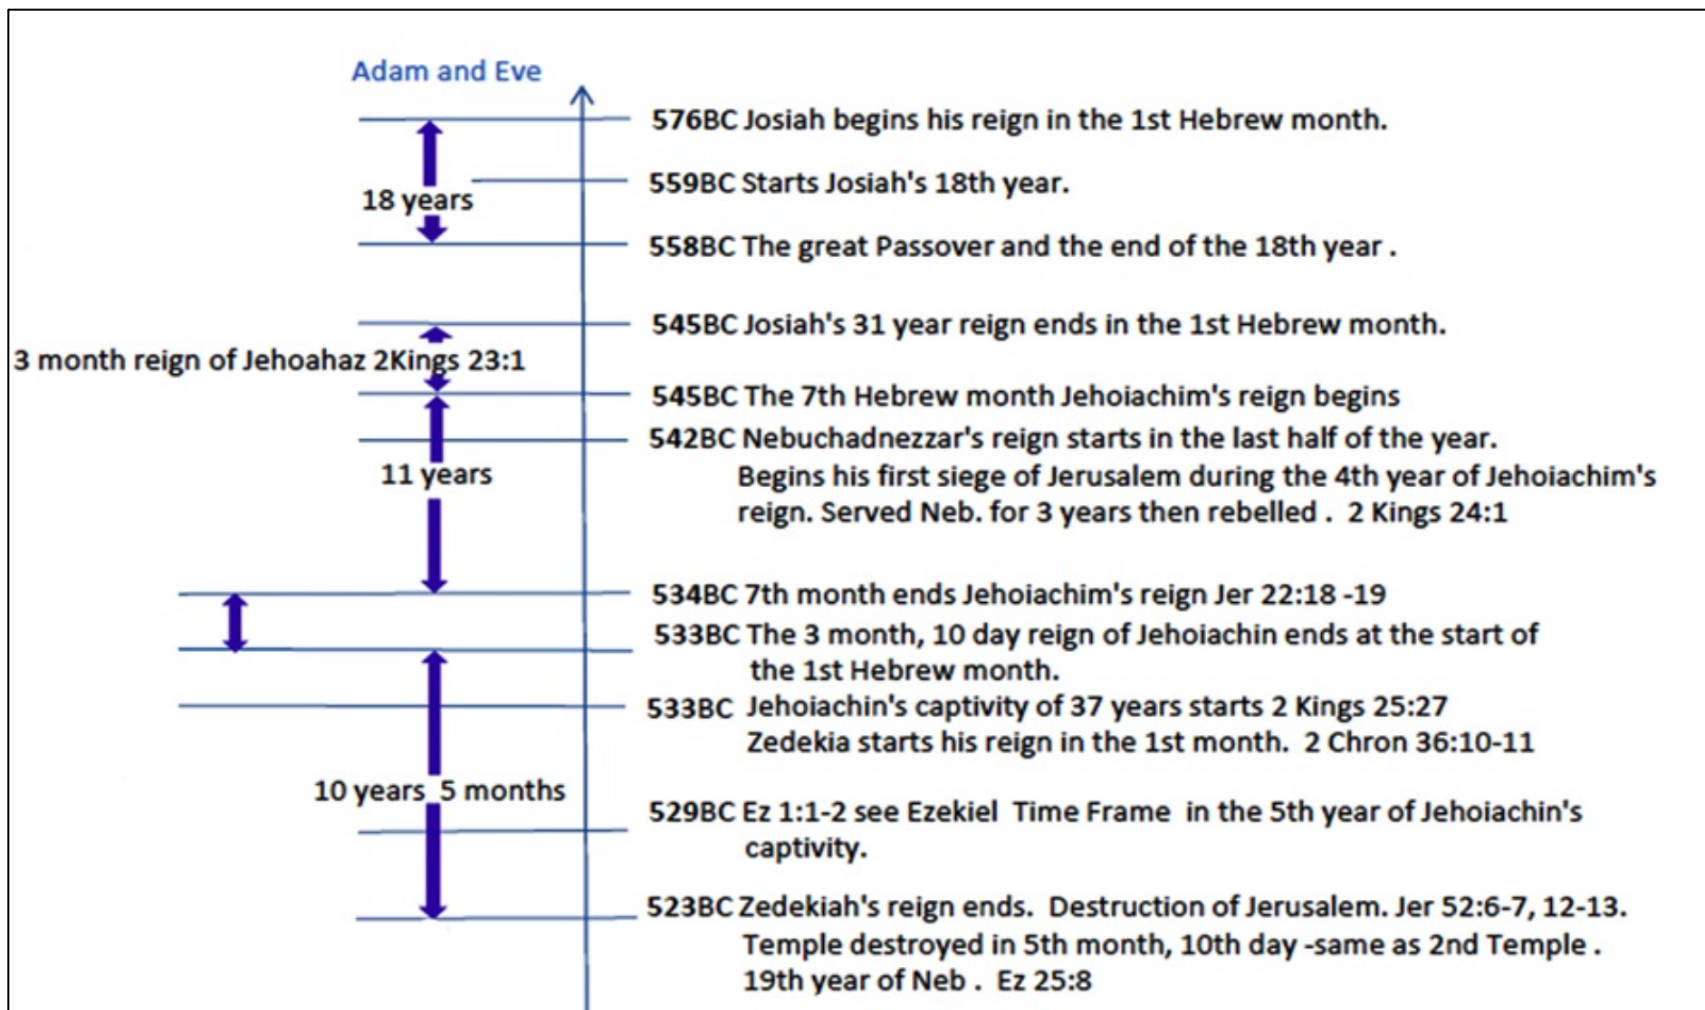 Adam and Eve
576BC Josiah begins his reign in the 1st Hebrew month.
559BC Starts Josiah's 18th year.
18 years
558BC The great Passover and the end of the 18th year .
545BC Josiah's 31 year reign ends in the 1st Hebrew month.
3 month reign of Jehoahaz 2Kings 23:1
545BC The 7th Hebrew month Jehoiachim's reign begins
542BC Nebuchadnezzar's reign starts in the last half of the year.
Begins his first siege of Jerusalem during the 4th year of Jehoiachim's
reign. Served Neb. for 3 years then rebelled . 2 Kings 24:1
11 years
534BC 7th month ends Jehoiachim's reign Jer 22:18 -19
533BC The 3 month, 10 day reign of Jehoiachin ends at the start of
the 1st Hebrew month.
533BC Jehoiachin's captivity of 37 years starts 2 Kings 25:27
Zedekia starts his reign in the 1st month. 2 Chron 36:10-11
10 years 5 months
529BC Ez 1:1-2 see Ezekiel Time Frame in the 5th year of Jehoiachin's
captivity.
523BC Zedekiah's reign ends. Destruction of Jerusalem. Jer 52:6-7, 12-13.
Temple destroyed in 5th month, 10th day -same as 2nd Temple .
19th year of Neb . Ez 25:8